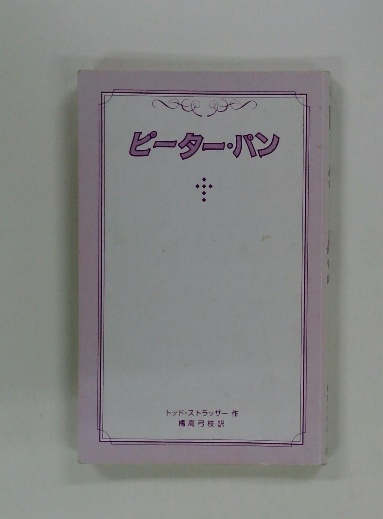 ピーター・パン
トッド・ストラッサー 作
橘高弓枝 訳